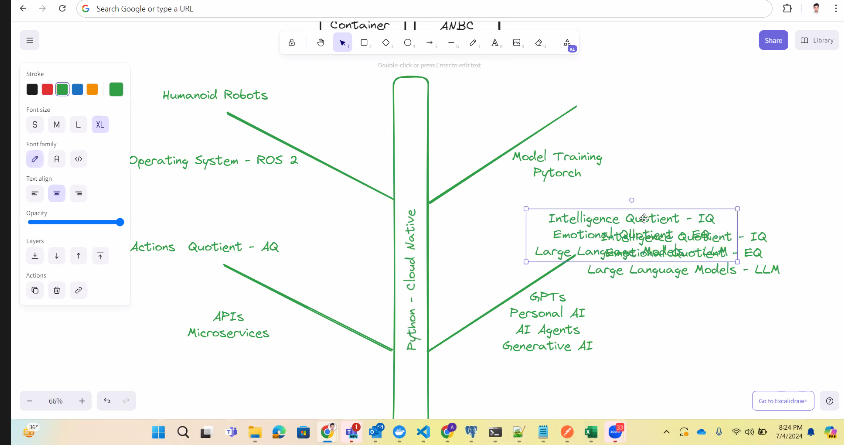 Search Google or type a URL
| Container | | ANBC |
Share
Library
Double-click or press Enter to edit text
Stroke
Font size
S M L XL
Font family
A
Text align
Opacity
Layers
Actions
Humanoid Robots
Operating System - ROS 2
Actions Quotient - AQ
APIs
Microservices
Python - Cloud Native
Model Training
Pytorch
Intelligence Quotient - IQ
Emotional Quotient - EQ
Large Language Models - LLM
Intelligence Quotient - IQ
Emotional Quotient - EQ
Large Language Models - LLM
GPTs
Personal AI
AI Agents
Generative AI
66%
Go to Excalidraw+
36°
8:24 PM
7/4/2024